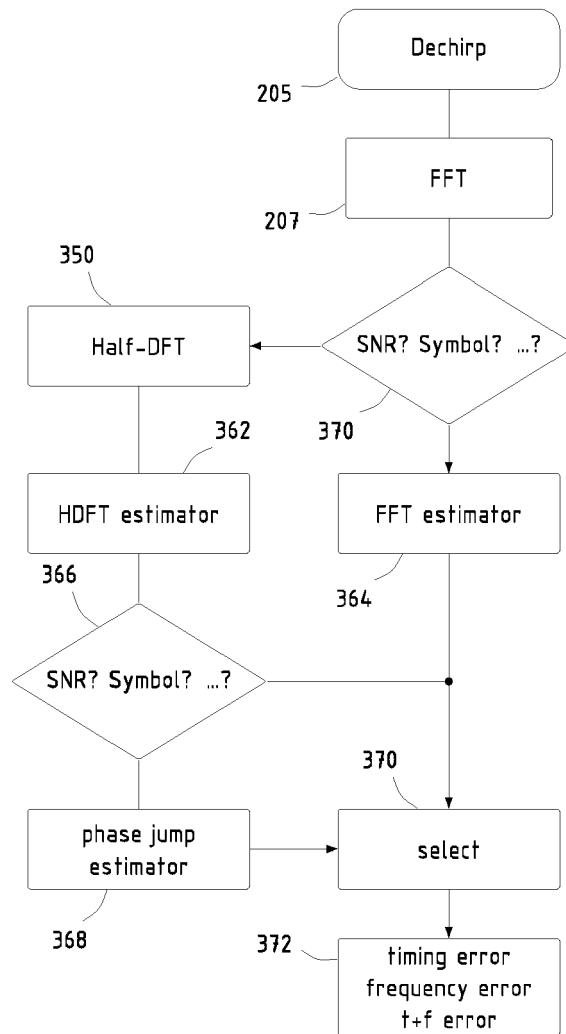 Dechirp
205
FFT
207
350
Half-DFT
SNR? Symbol? ...?
370
362
HDFT estimator
FFT estimator
366
364
SNR? Symbol? ...?
370
phase jump
estimator
select
368
372
timing error
frequency error
t+f error